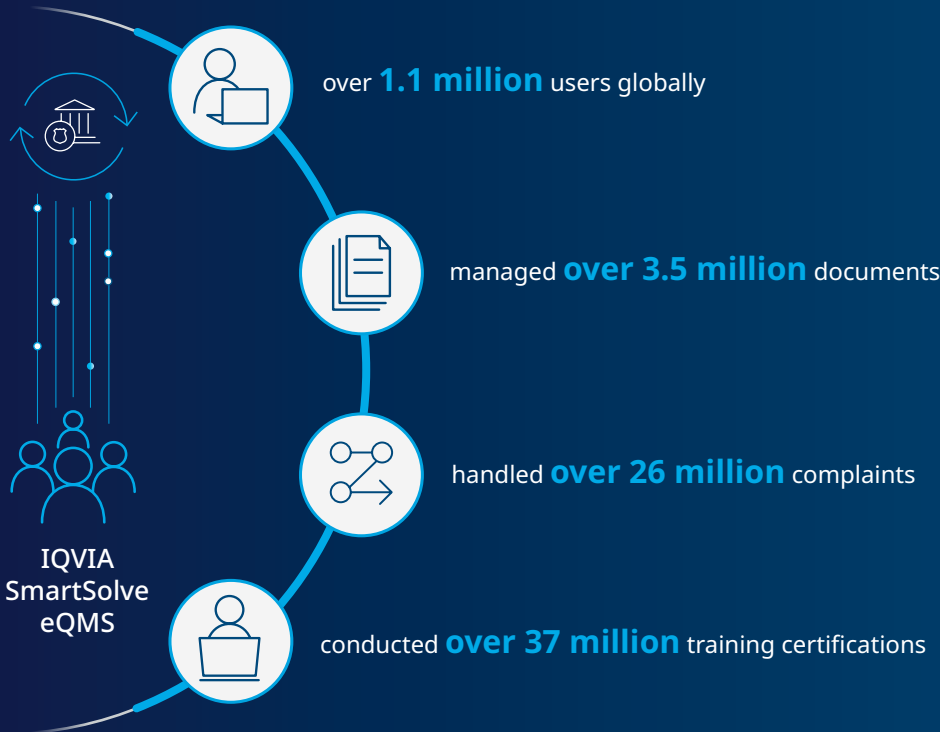 over 1.1 million users globally
managed over 3.5 million documents
handled over 26 million complaints
IQVIA
SmartSolve
eQMS
conducted over 37 million training certifications